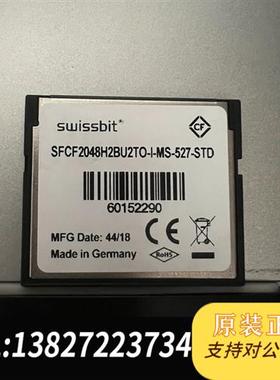 swissbit®
CF
SFCF2048H2BU2TO-I-MS-527-STD
60152290
MFG Date: 44/18
Made in Germany
RoHS
:13827223734
原装正
支持对公